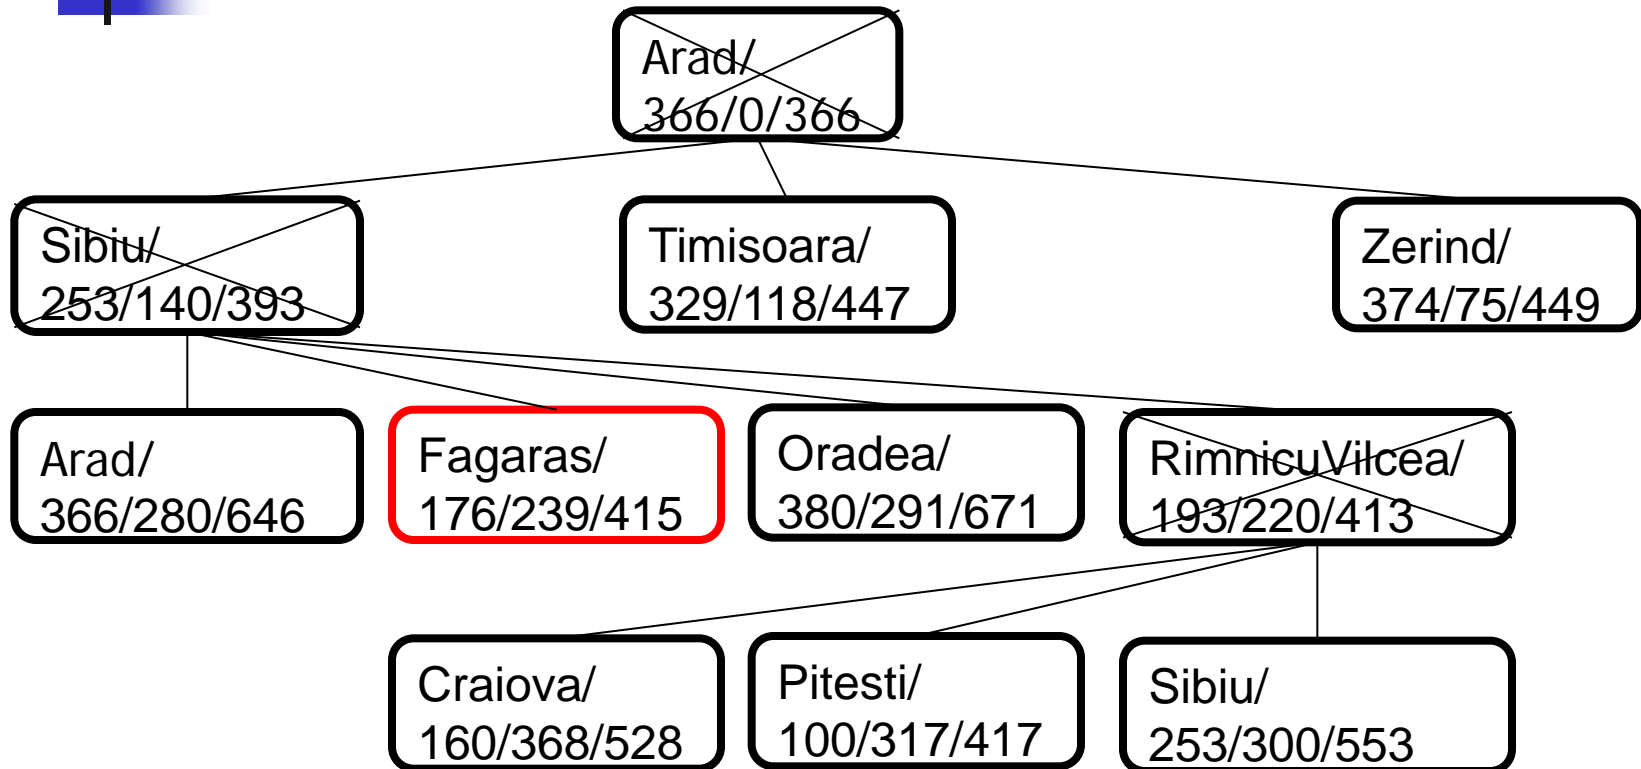 Arad/
366/0/366
Sibiu/
253/140/393
Timisoara/
329/118/447
Zerind/
374/75/449
Arad/
366/280/646
Fagaras/
176/239/415
Oradea/
380/291/671
RimnicuVilcea/
193/220/413
Craiova/
160/368/528
Pitesti/
100/317/417
Sibiu/
253/300/553